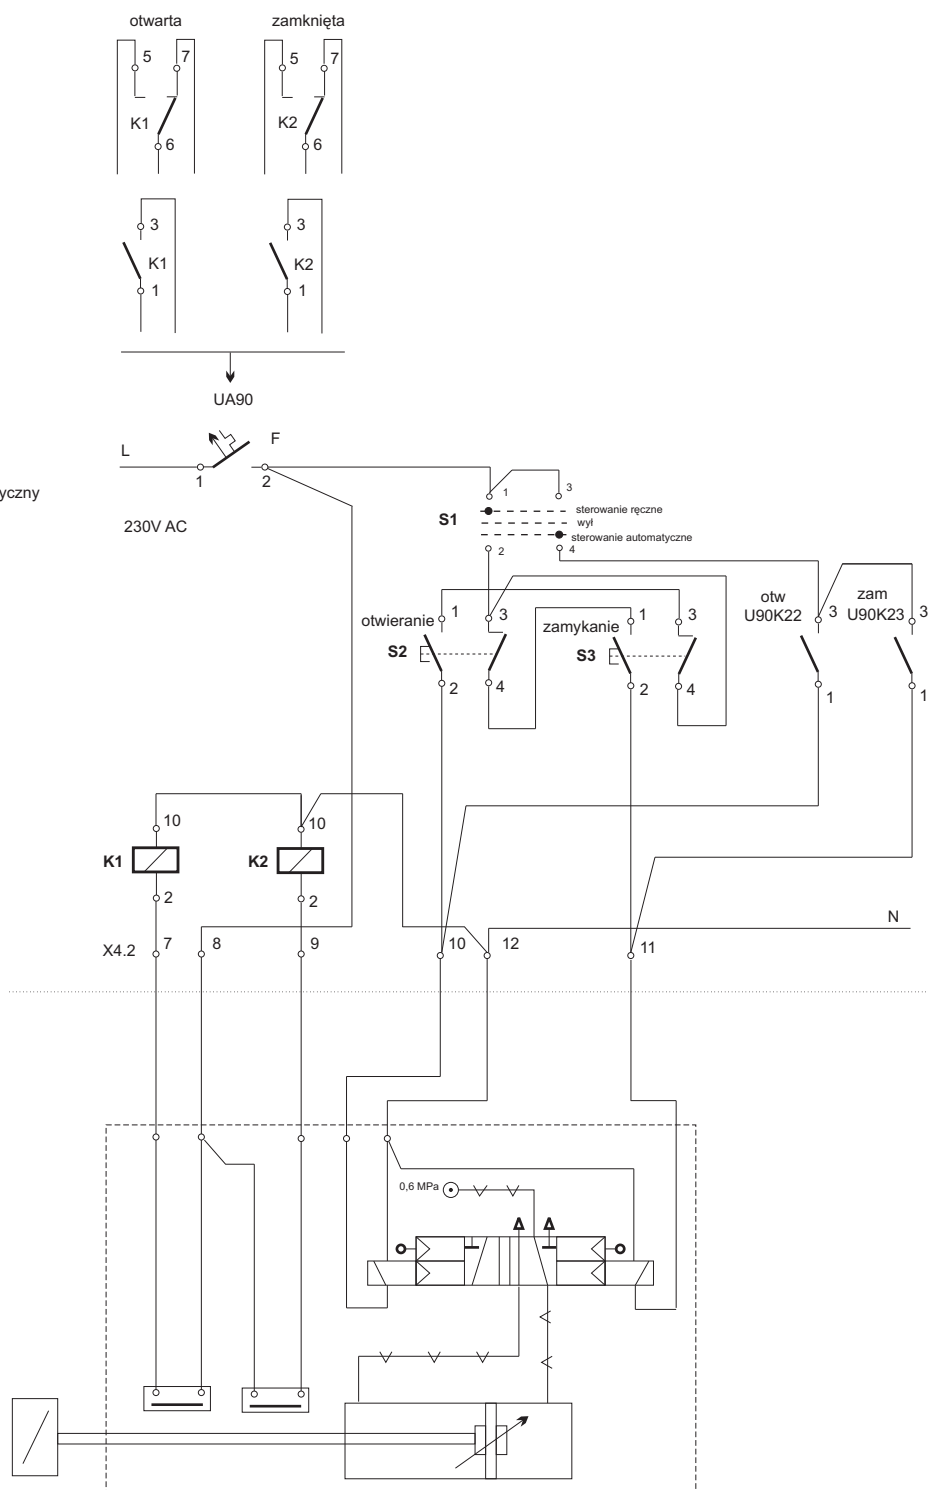 otwarta zamknięta
5 7 5 7
K1 K2
6 6
3 3
K1 K2
1 1
UA90
L F
1 2
yczny
230V AC
1 3
S1 sterowanie ręczne
wył
sterowanie automatyczne
2 4
otw zam
U90K22 3 U90K23 3
otwieranie 1 3 zamykanie 1 3
S2 S3
2 4 2 4 1 1
10 10
K1 K2
2 2
N
X4.2 7 8 9 10 12 11
0,6 MPa